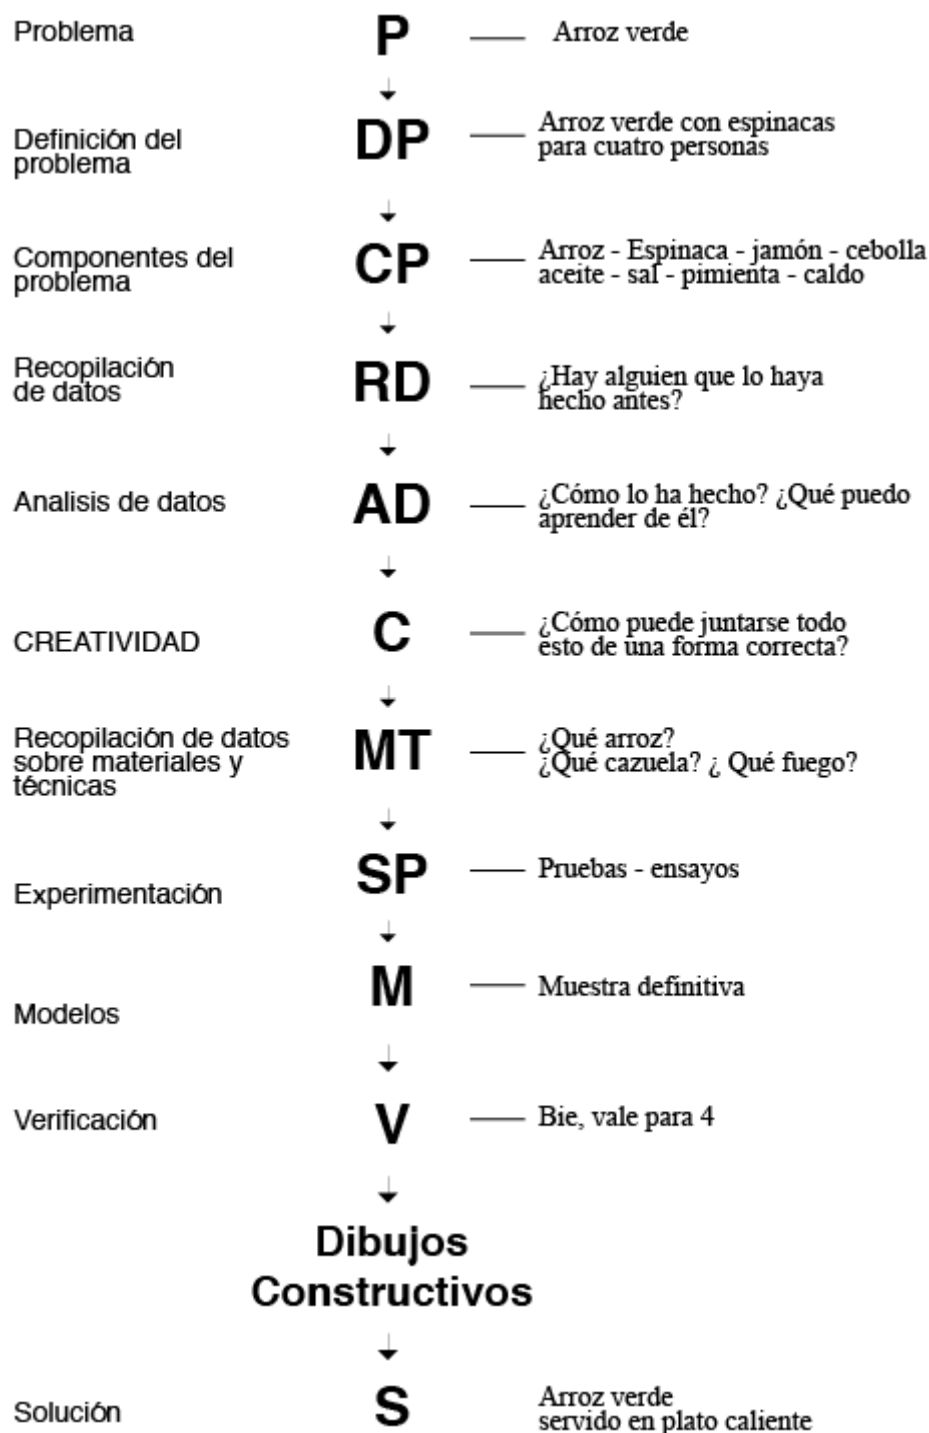 Problema
P
Arroz verde
Definición del
problema
DP
Arroz verde con espinacas
para cuatro personas
Componentes del
problema
CP
Arroz - Espinaca - jamón - cebolla
aceite - sal - pimienta - caldo
Recopilación
de datos
RD
¿Hay alguien que lo haya
hecho antes?
Analisis de datos
AD
¿Cómo lo ha hecho? ¿Qué puedo
aprender de él?
CREATIVIDAD
C
¿Cómo puede juntarse todo
esto de una forma correcta?
Recopilación de datos
sobre materiales y
técnicas
MT
¿Qué arroz?
¿Qué cazuela? ¿ Qué fuego?
Experimentación
SP
Pruebas - ensayos
Modelos
M
Muestra definitiva
Verificación
V
Bie, vale para 4
Dibujos
Constructivos
Solución
S
Arroz verde
servido en plato caliente